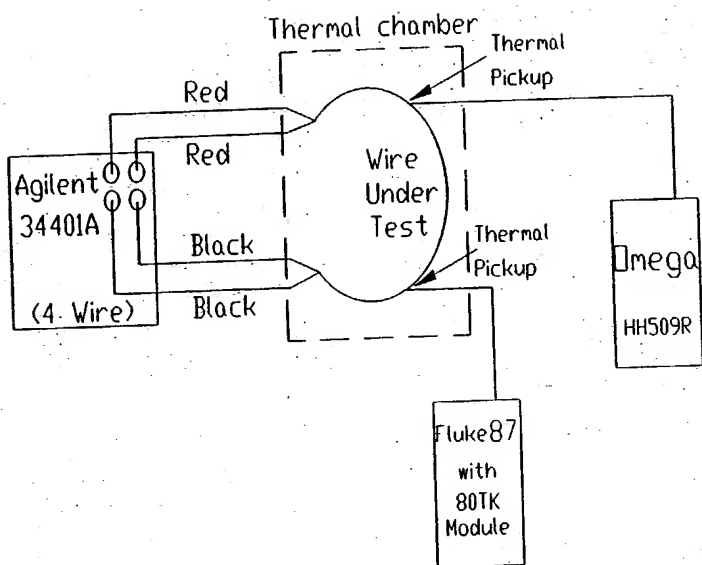 Thermal chamber
Thermal
Pickup
Red
Red
Agilent
34401A
(4 Wire)
Wire
Under
Test
Black
Black
Thermal
Pickup
Omega
HH509R
Fluke87
with
80TK
Module